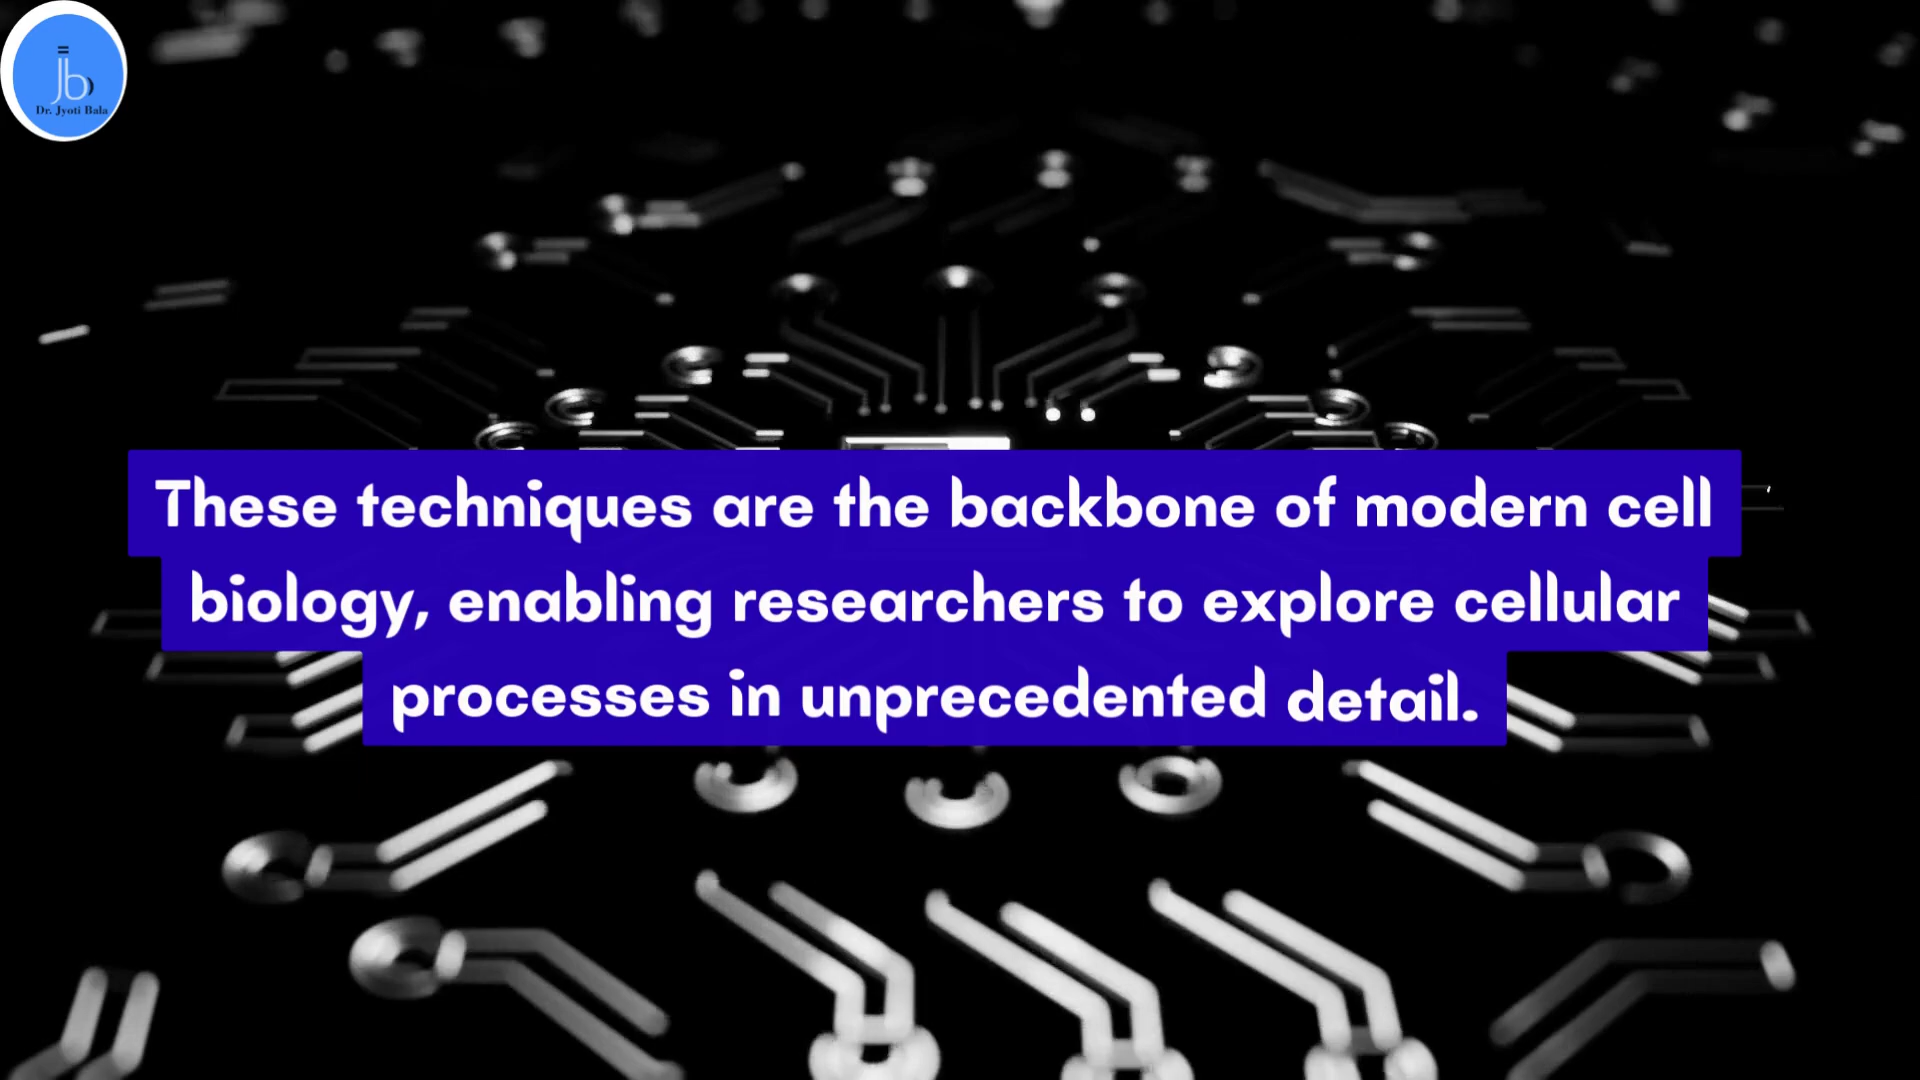 jb
Dr. Jyoti Bala
These techniques are the backbone of modern cell
biology, enabling researchers to explore cellular
processes in unprecedented detail.